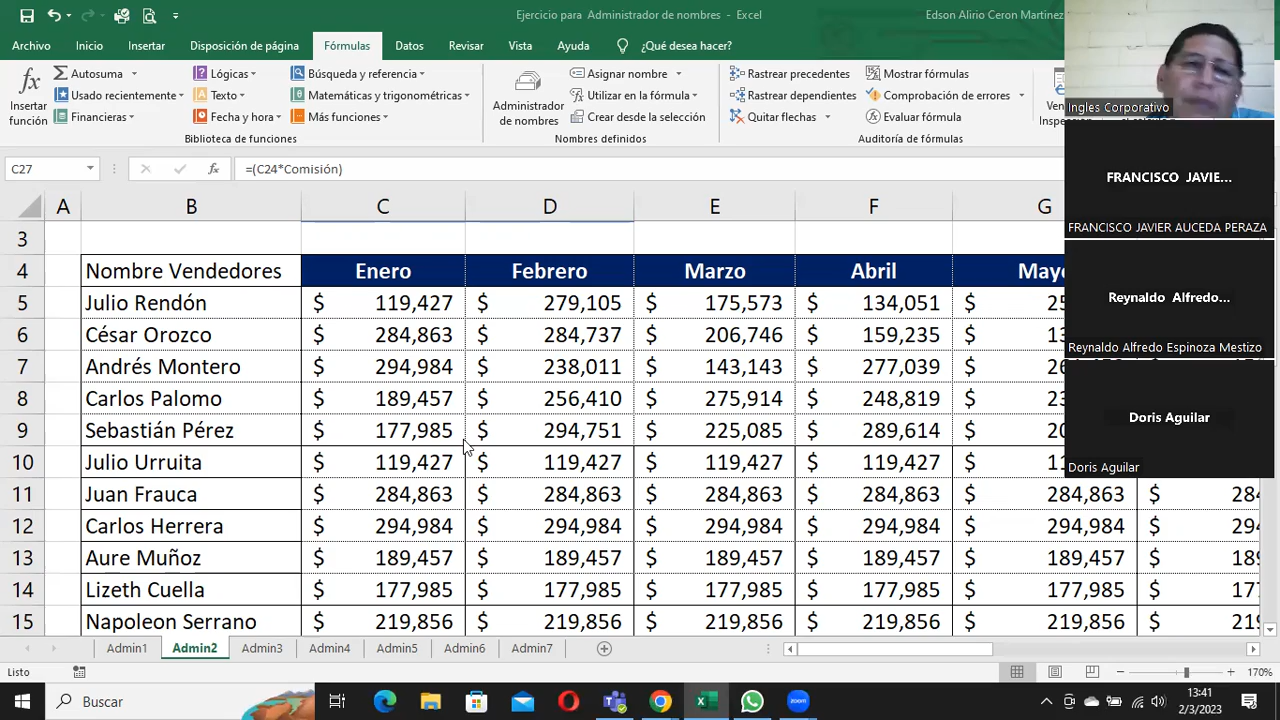 Ejercicio para Administrador de nombres - Excel
Edson Alirio Ceron Martinez
Archivo Inicio Insertar Disposición de página Fórmulas Datos Revisar Vista Ayuda ¿Qué desea hacer?
Insertar función
Autosuma
Usado recientemente
Financieras
Lógicas
Texto
Fecha y hora
Búsqueda y referencia
Matemáticas y trigonométricas
Más funciones
Biblioteca de funciones
Administrador de nombres
Asignar nombre
Utilizar en la fórmula
Crear desde la selección
Nombres definidos
Rastrear precedentes
Rastrear dependientes
Quitar flechas
Mostrar fórmulas
Comprobación de errores
Evaluar fórmula
Auditoría de fórmulas
C27 fx =(C24*Comisión)
A B C D E F G
3
4 Nombre Vendedores Enero Febrero Marzo Abril
5 Julio Rendón $ 119,427 $ 279,105 $ 175,573 $ 134,051 $
6 César Orozco $ 284,863 $ 284,737 $ 206,746 $ 159,235 $
7 Andrés Montero $ 294,984 $ 238,011 $ 143,143 $ 277,039 $
8 Carlos Palomo $ 189,457 $ 256,410 $ 275,914 $ 248,819 $
9 Sebastián Pérez $ 177,985 $ 294,751 $ 225,085 $ 289,614 $
10 Julio Urruita $ 119,427 $ 119,427 $ 119,427 $ 119,427 $
11 Juan Frauca $ 284,863 $ 284,863 $ 284,863 $ 284,863 $ 284,863 $
12 Carlos Herrera $ 294,984 $ 294,984 $ 294,984 $ 294,984 $ 294,984 $
13 Aure Muñoz $ 189,457 $ 189,457 $ 189,457 $ 189,457 $ 189,457 $
14 Lizeth Cuella $ 177,985 $ 177,985 $ 177,985 $ 177,985 $ 177,985 $
15 Napoleon Serrano $ 219,856 $ 219,856 $ 219,856 $ 219,856 $ 219,856 $
Ingles Corporativo
FRANCISCO JAVIE...
FRANCISCO JAVIER AUCEDA PERAZA
Reynaldo Alfredo...
Reynaldo Alfredo Espinoza Mestizo
Doris Aguilar
Doris Aguilar
Admin1 Admin2 Admin3 Admin4 Admin5 Admin6 Admin7
Listo
170%
Buscar
zoom
13:41
2/3/2023